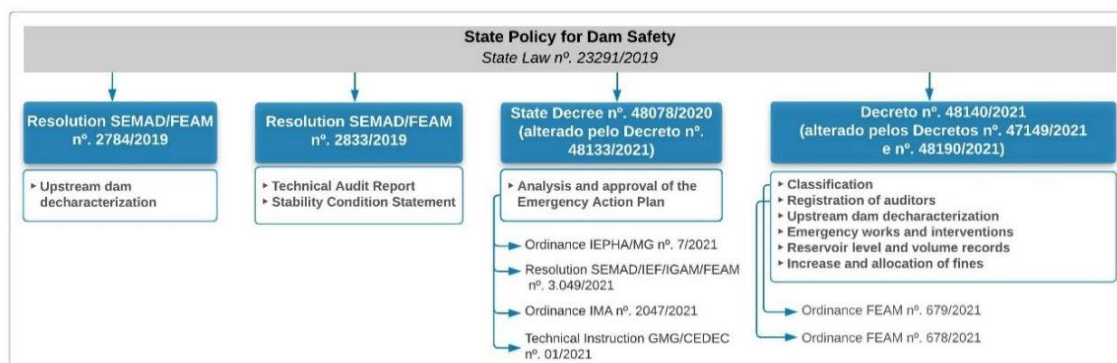 State Policy for Dam Safety
State Law nº. 23291/2019
Resolution SEMAD/FEAM
nº. 2784/2019
‣ Upstream dam
decharacterization
Resolution SEMAD/FEAM
nº. 2833/2019
‣ Technical Audit Report
‣ Stability Condition Statement
State Decree nº. 48078/2020
(alterado pelo Decreto nº.
48133/2021)
‣ Analysis and approval of the
Emergency Action Plan
Ordinance IEPHA/MG nº. 7/2021
Resolution SEMAD/IEF/IGAM/FEAM
nº. 3.049/2021
Ordinance IMA nº. 2047/2021
Technical Instruction GMG/CEDEC
nº. 01/2021
Decreto nº. 48140/2021
(alterado pelos Decretos nº. 47149/2021
e nº. 48190/2021)
‣ Classification
‣ Registration of auditors
‣ Upstream dam decharacterization
‣ Emergency works and interventions
‣ Reservoir level and volume records
‣ Increase and allocation of fines
Ordinance FEAM nº. 679/2021
Ordinance FEAM nº. 678/2021